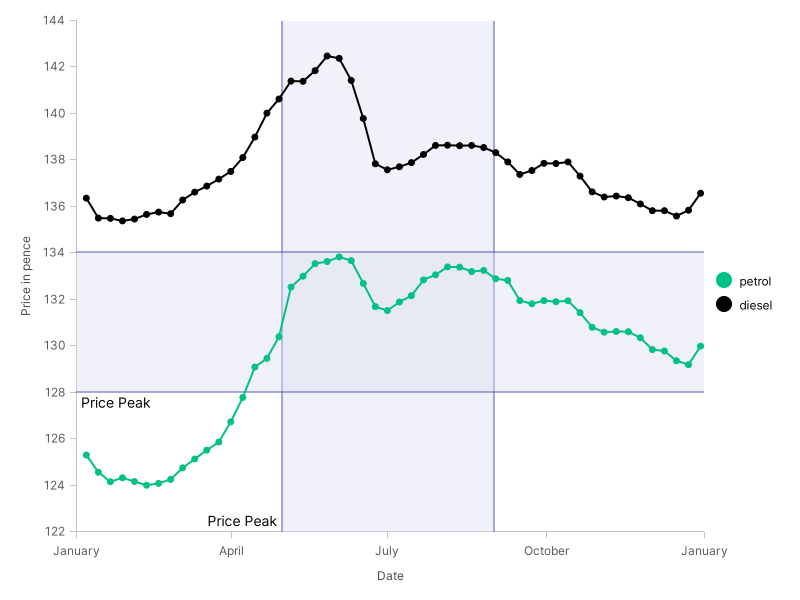 144
142
140
138
136
134
132
130
128
126
124
122
Price in pence
Price Peak
Price Peak
January
April
July
October
January
Date
petrol
diesel